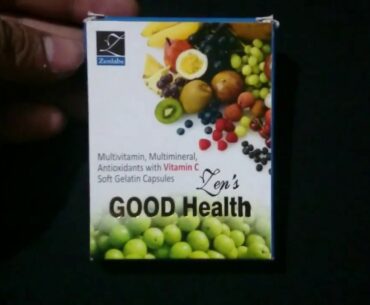 Zenlabs
Multivitamin, Multimineral,
Antioxidants with Vitamin C
Soft Gelatin Capsules
Zen's
GOOD Health